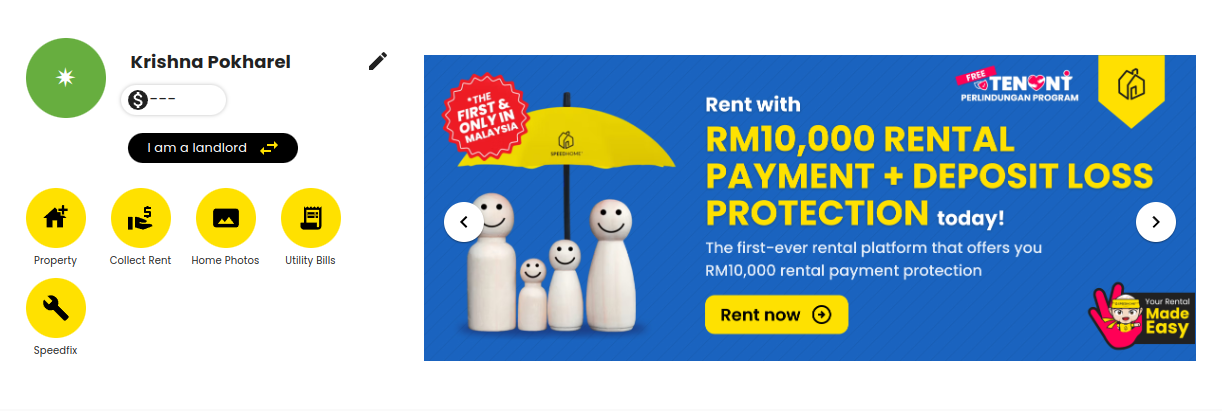 Krishna Pokharel
---
I am a landlord
Property
Collect Rent
Home Photos
Utility Bills
Speedfix
*THE
FIRST &
ONLY IN
MALAYSIA
SPEEDHOME
FREE
TENANT
PERLINDUNGAN PROGRAM
Rent with
RM10,000 RENTAL
PAYMENT + DEPOSIT LOSS
PROTECTION today!
The first-ever rental platform that offers you
RM10,000 rental payment protection
Rent now
Your Rental
Made
Easy